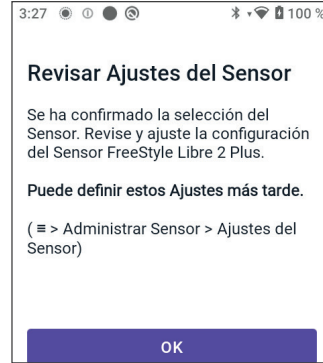 3:27 100 %
Revisar Ajustes del Sensor
Se ha confirmado la selección del
Sensor. Revise y ajuste la configuración
del Sensor FreeStyle Libre 2 Plus.
Puede definir estos Ajustes más tarde.
( ≡ > Administrar Sensor > Ajustes del
Sensor)
OK